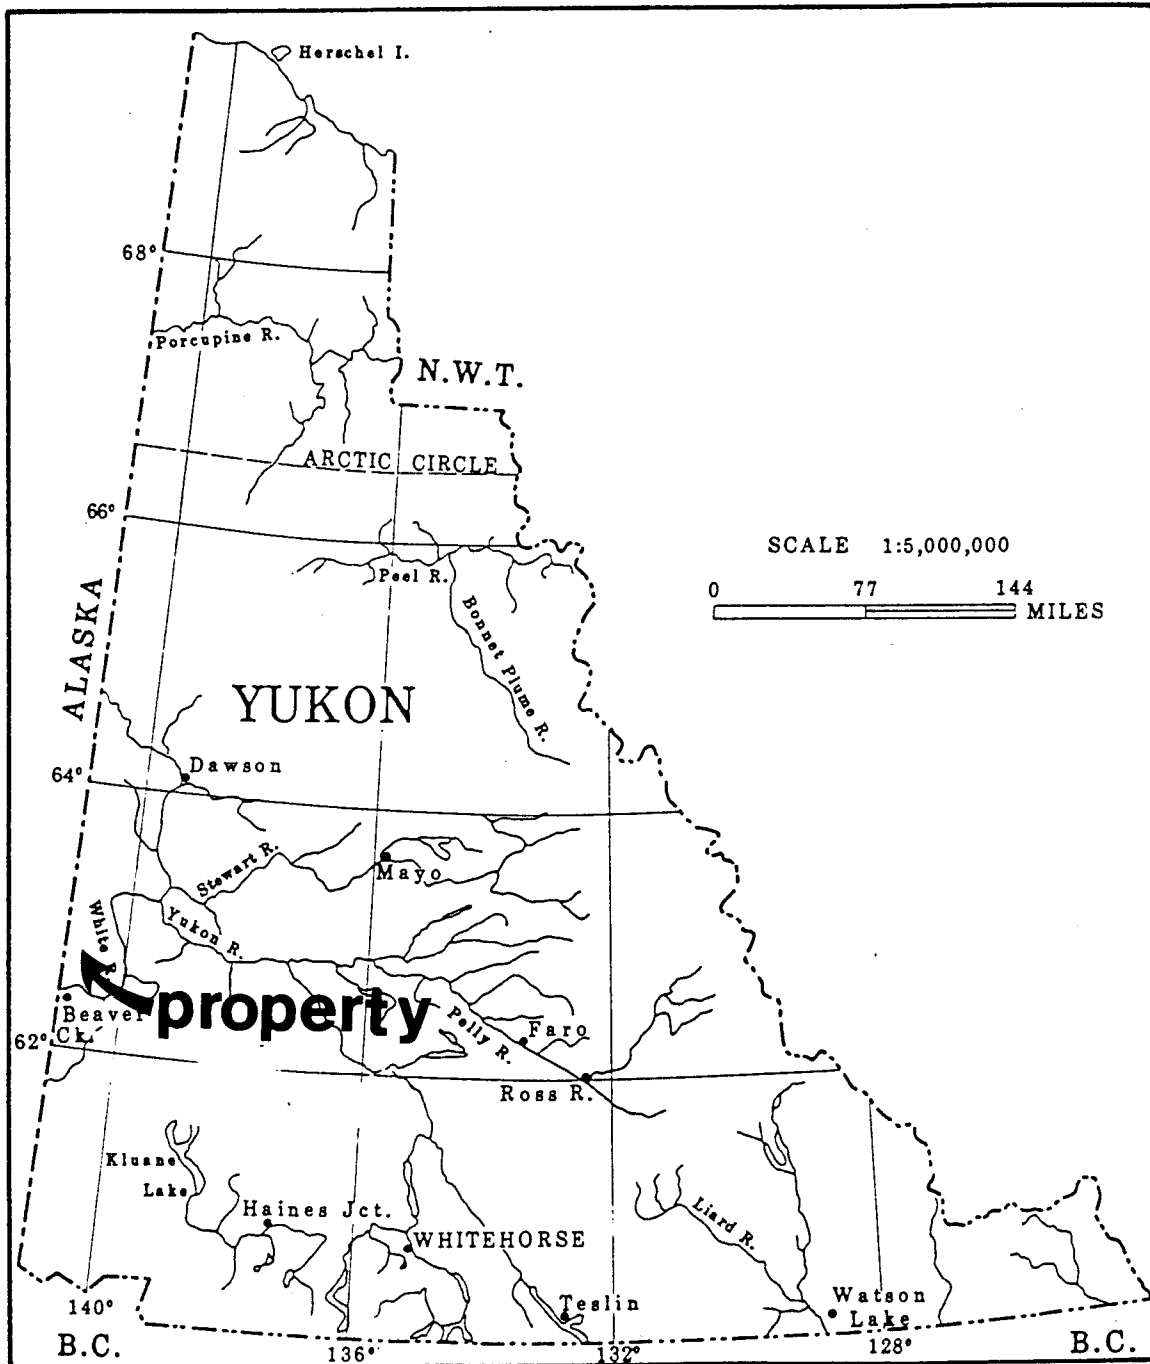 Herschel I.
68°
Porcupine R.
N.W.T.
ARCTIC CIRCLE
66°
SCALE 1:5,000,000
0 77 144
MILES
Peel R.
Bonnet Plume R.
ALASKA
YUKON
Dawson
64°
Stewart R.
Mayo
White R.
Yukon R.
property
Beaver
Ck.
62°
Pelly R.
Faro
Ross R.
Kluane
Lake
Haines Jct.
WHITEHORSE
Liard R.
Teslin
Watson
Lake
140°
136°
132°
128°
B.C.
B.C.